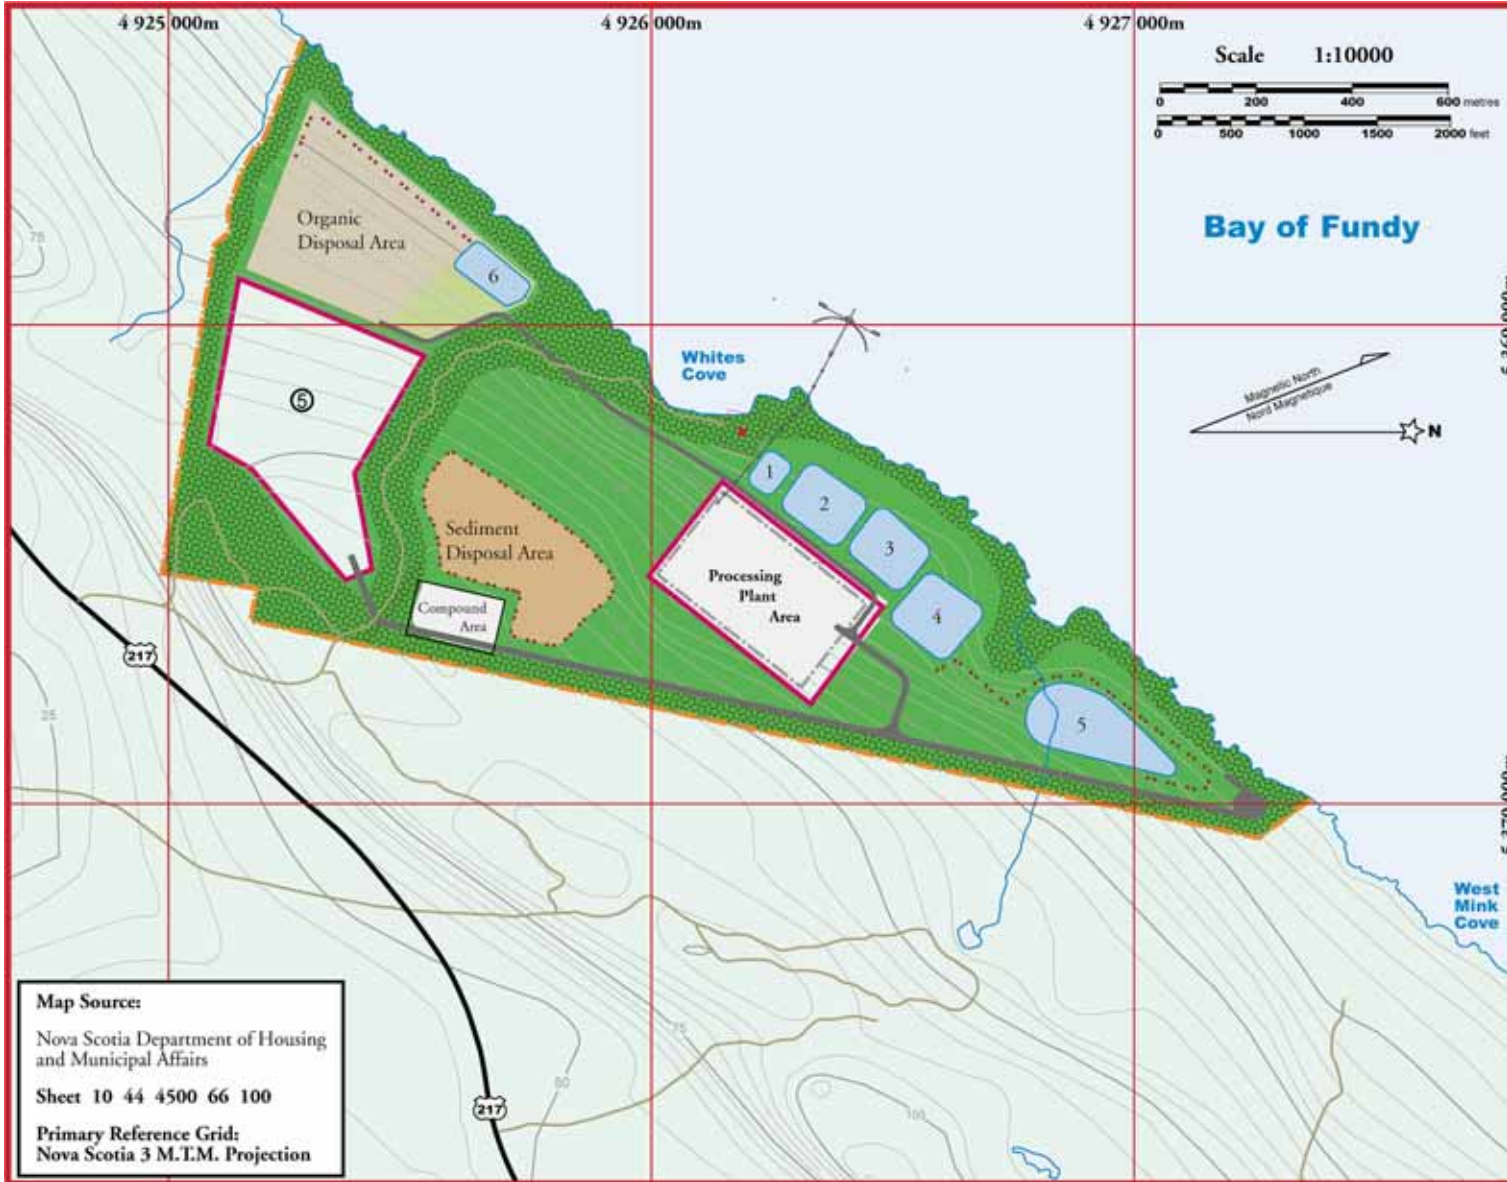 4 925 000m
4 926 000m
4 927 000m
Scale 1:10000
0 200 400 600 metres
0 500 1000 1500 2000 feet
Bay of Fundy
Organic
Disposal Area
6
75
Whites
Cove
Magnetic North
Nord Magnetique
N
5
1
2
3
4
5
Sediment
Disposal Area
Processing
Plant
Area
Compound
Area
217
West
Mink
Cove
75
80
100
217
Map Source:
Nova Scotia Department of Housing
and Municipal Affairs
Sheet 10 44 4500 66 100
Primary Reference Grid:
Nova Scotia 3 M.T.M. Projection